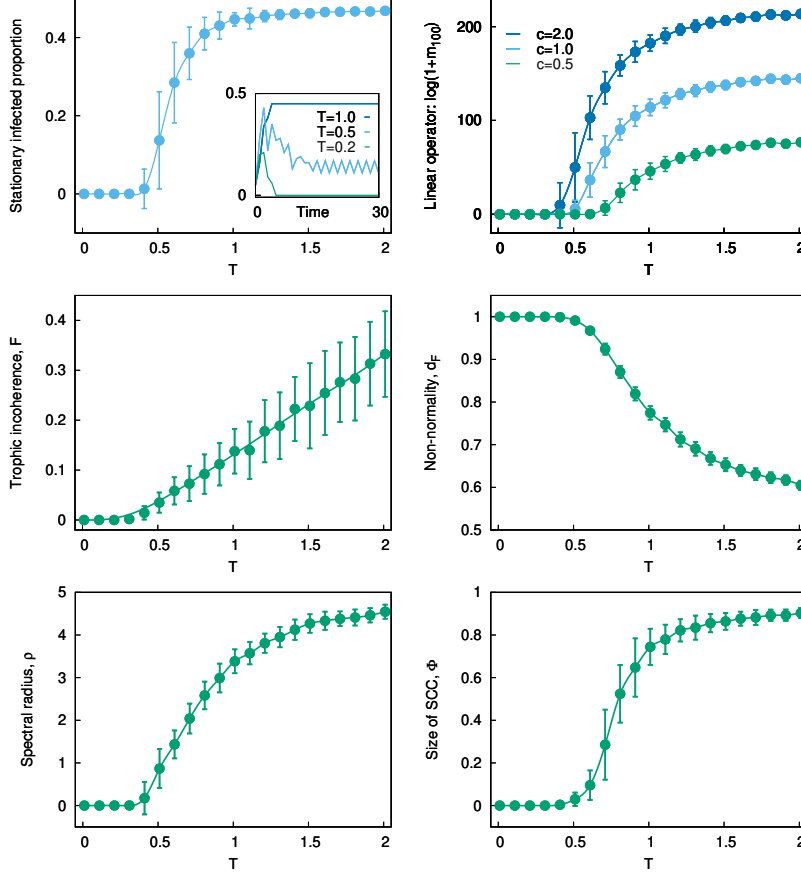 Stationary infected proportion
0.4
0.2
0
0 0.5 1 1.5 2
T
0.5
0
T=1.0
T=0.5
T=0.2
0 Time 30
Linear operator: log(1+m100)
200
100
0
c=2.0
c=1.0
c=0.5
0 0.5 1 1.5 2
T
Trophic incoherence, F
0.4
0.3
0.2
0.1
0
0 0.5 1 1.5 2
T
Non-normality, dF
1
0.9
0.8
0.7
0.6
0.5
0 0.5 1 1.5 2
T
Spectral radius, ρ
5
4
3
2
1
0
0 0.5 1 1.5 2
T
Size of SCC, Φ
1
0.8
0.6
0.4
0.2
0
0 0.5 1 1.5 2
T